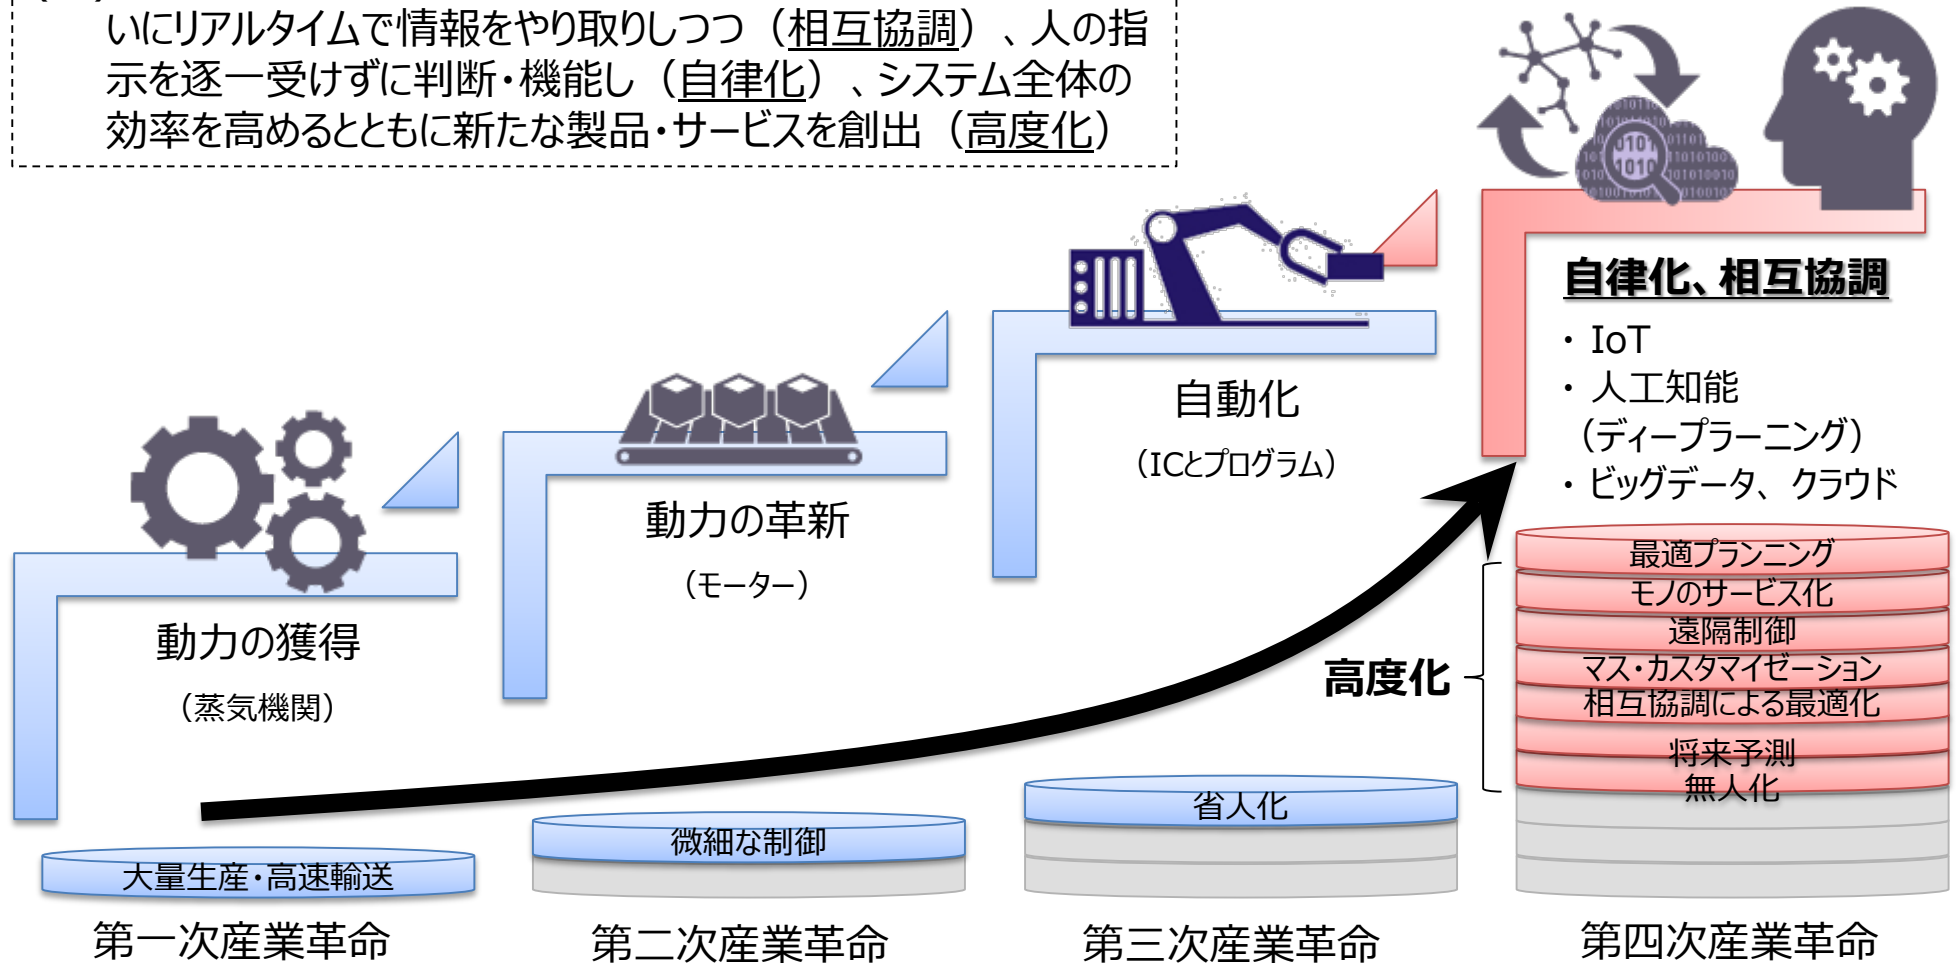 いにリアルタイムで情報をやり取りしつつ（相互協調）、人の指
示を逐一受けずに判断・機能し（自律化）、システム全体の
効率を高めるとともに新たな製品・サービスを創出（高度化）
動力の獲得
（蒸気機関）
動力の革新
（モーター）
自動化
（ICとプログラム）
自律化、相互協調
・ IoT
・ 人工知能
（ディープラーニング）
・ ビッグデータ、クラウド
高度化
最適プランニング
モノのサービス化
遠隔制御
マス・カスタマイゼーション
相互協調による最適化
将来予測
無人化
省人化
微細な制御
大量生産・高速輸送
第一次産業革命
第二次産業革命
第三次産業革命
第四次産業革命